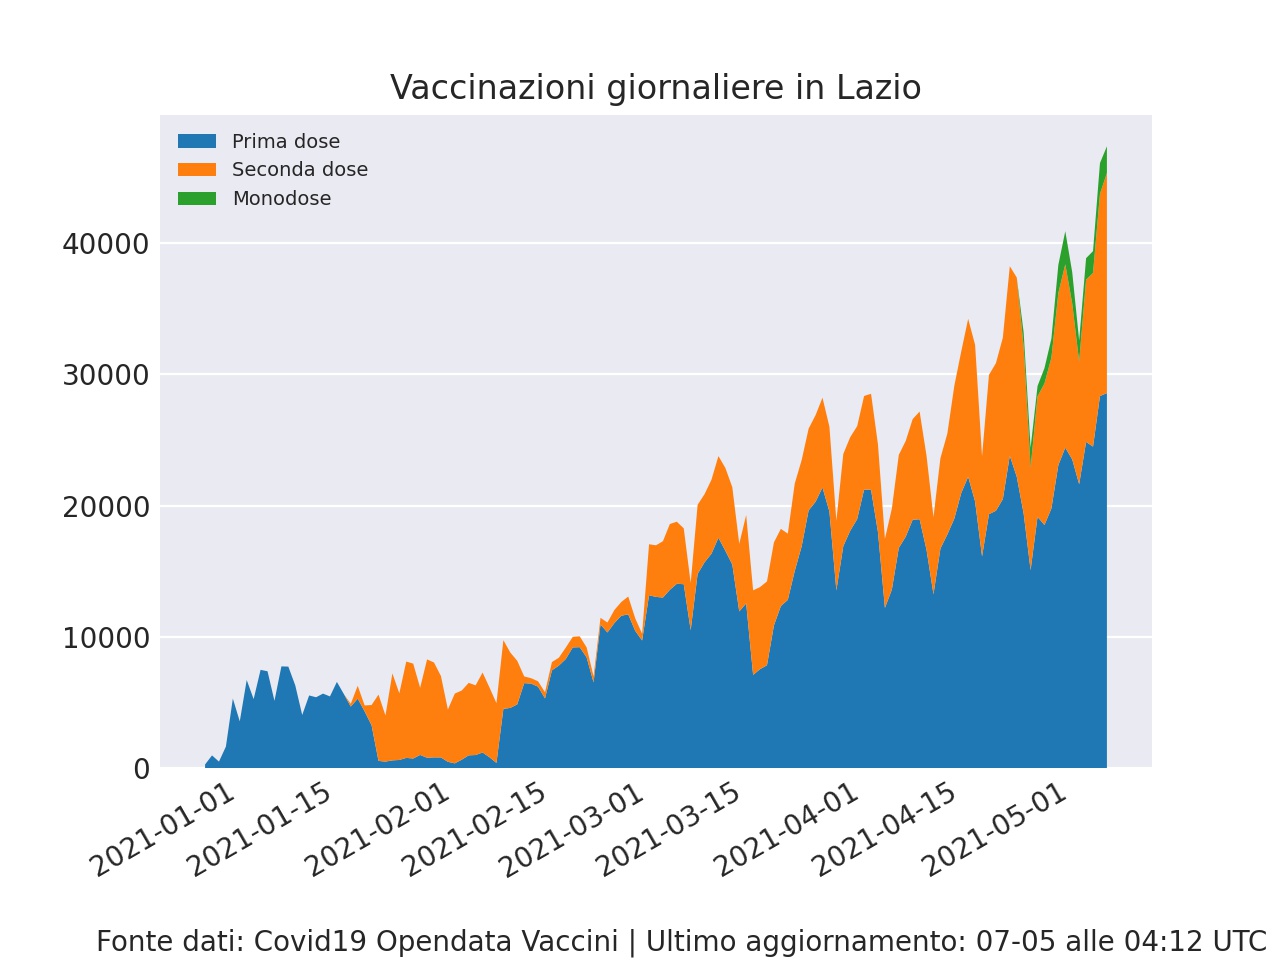 Vaccinazioni giornaliere in Lazio
Prima dose
Seconda dose
Monodose
40000
30000
20000
10000
0
2021-01-01
2021-01-15
2021-02-01
2021-02-15
2021-03-01
2021-03-15
2021-04-01
2021-04-15
2021-05-01
Fonte dati: Covid19 Opendata Vaccini | Ultimo aggiornamento: 07-05 alle 04:12 UTC